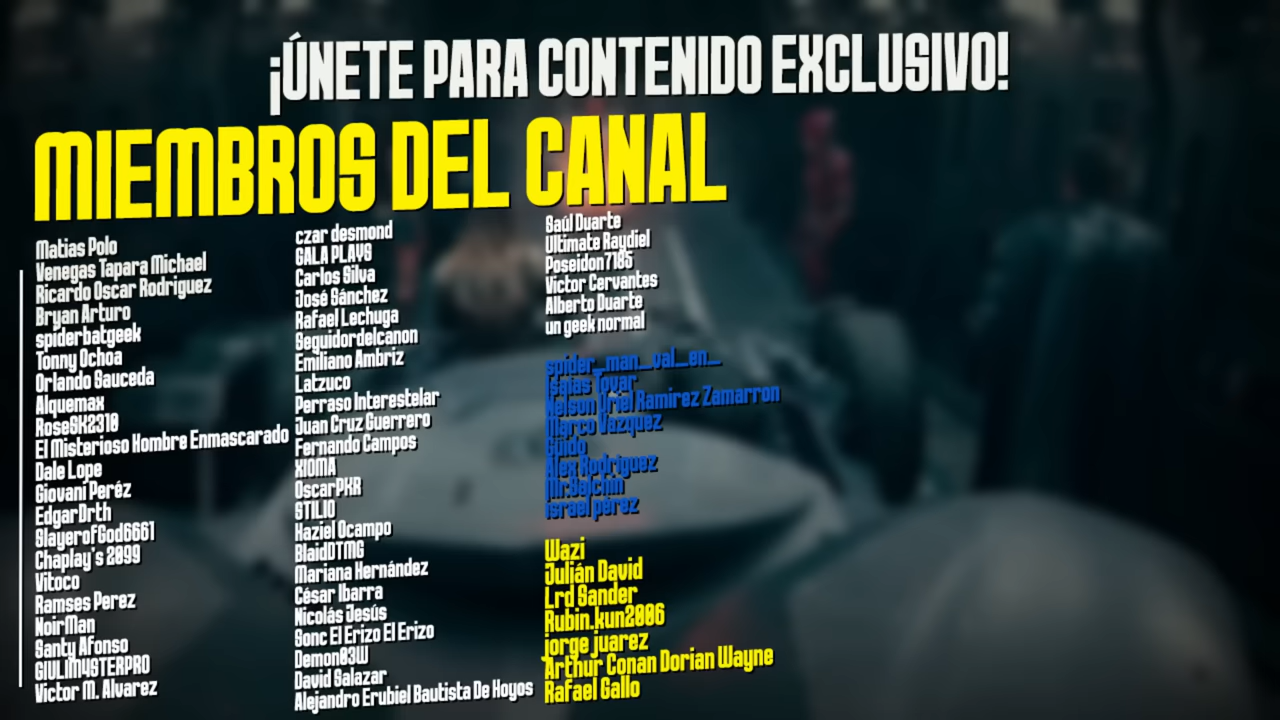 ¡ÚNETE PARA CONTENIDO EXCLUSIVO!
MIEMBROS DEL CANAL
Matias Polo
Venegas Tapara Michael
Ricardo Oscar Rodriguez
Bryan Arturo
spiderbatgeek
Tonny Ochoa
Orlando Sauceda
Alquemax
RoseSK2310
El Misterioso Hombre Enmascarado
Dale Lope
Giovani Peréz
EdgarDrth
SlayerofGod6661
Chaplay's 2099
Vitoco
Ramses Perez
NoirMan
Santy Afonso
GIULIMYSTERPRO
Victor M. Alvarez
czar desmond
GALA PLAYS
Carlos Silva
José Sánchez
Rafael Lechuga
Seguidordelcanon
Emiliano Ambriz
Latzuco
Perraso Interestelar
Juan Cruz Guerrero
Fernando Campos
XIOMA
OscarPKR
STILIO
Haziel Ocampo
BlaidDTMG
Mariana Hernández
César Ibarra
Nicolás Jesús
Sonc El Erizo El Erizo
Demon03W
David Salazar
Alejandro Erubiel Bautista De Hoyos
Saúl Duarte
Ultimate Raydiel
Poseidon7185
Victor Cervantes
Alberto Duarte
un geek normal
spider_man_val_en_
Isaias Tovar
Nelson Uriel Ramirez Zamarron
Marco Vazquez
Guido
Alex Rodriguez
israel pérez
Wazi
Julián David
Lrd Sander
Rubin.kun2006
jorge juarez
Arthur Conan Dorian Wayne
Rafael Gallo